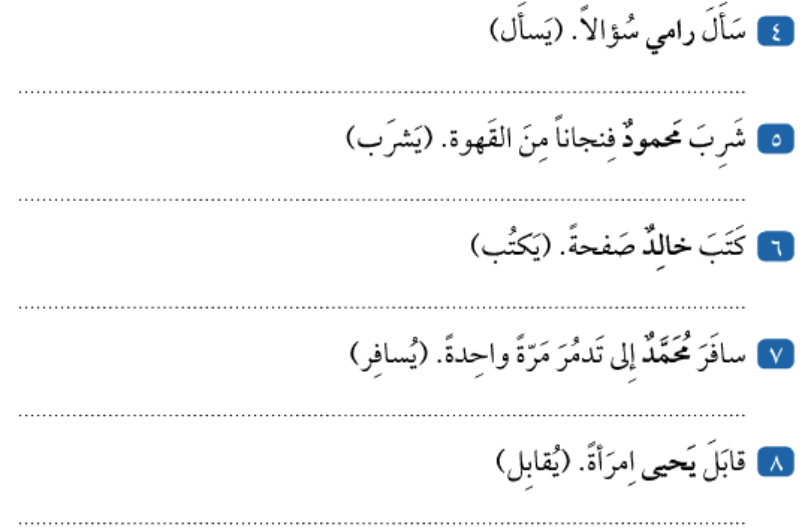 ٤ سَأَلَ رامي سُؤالاً. (يَسأَل)
٥ شَرِبَ مَحمودٌ فِنجاناً مِنَ القَهوة. (يَشرَب)
٦ كَتَبَ خالِدٌ صَفحةً. (يَكتُب)
٧ سافَرَ مُحَمَّدٌ إِلى تَدمُرَ مَرّةً واحِدةً. (يُسافِر)
٨ قابَلَ يَحيى اِمرَأةً. (يُقابِل)